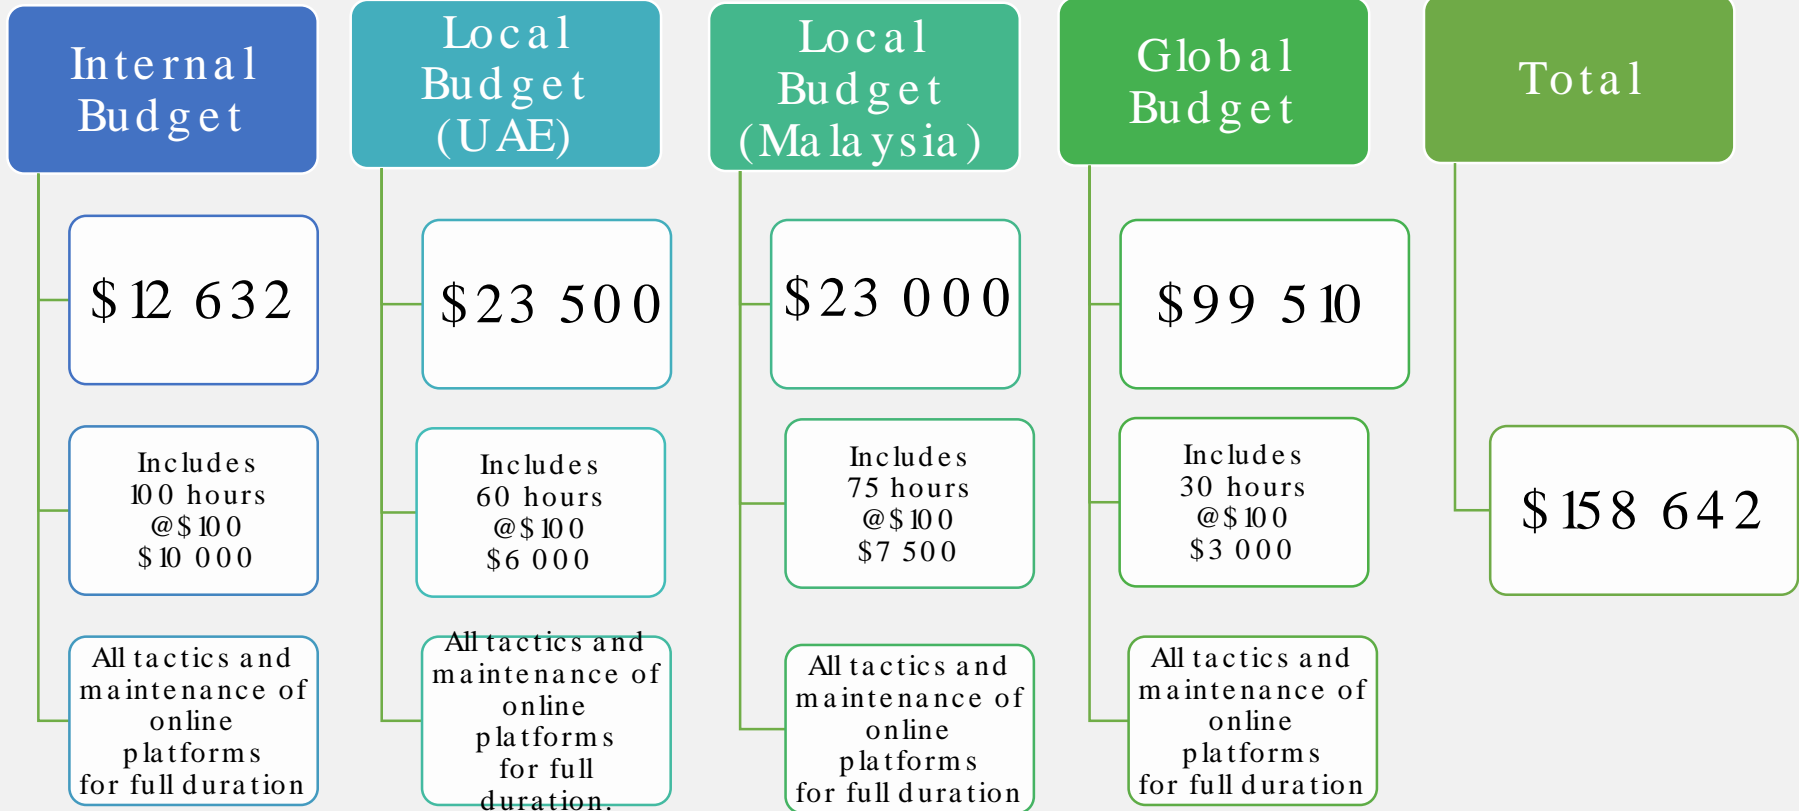 Internal
Budget
$12 632
Includes
100 hours
@$100
$10 000
All tactics and
maintenance of
online
platforms
for full duration
Local
Budget
(UAE)
$23 500
Includes
60 hours
@$100
$6 000
All tactics and
maintenance of
online
platforms
for full
duration.
Local
Budget
(Malaysia)
$23 000
Includes
75 hours
@$100
$7 500
All tactics and
maintenance of
online
platforms
for full duration
Global
Budget
$99 510
Includes
30 hours
@$100
$3 000
All tactics and
maintenance of
online
platforms
for full duration
Total
$158 642